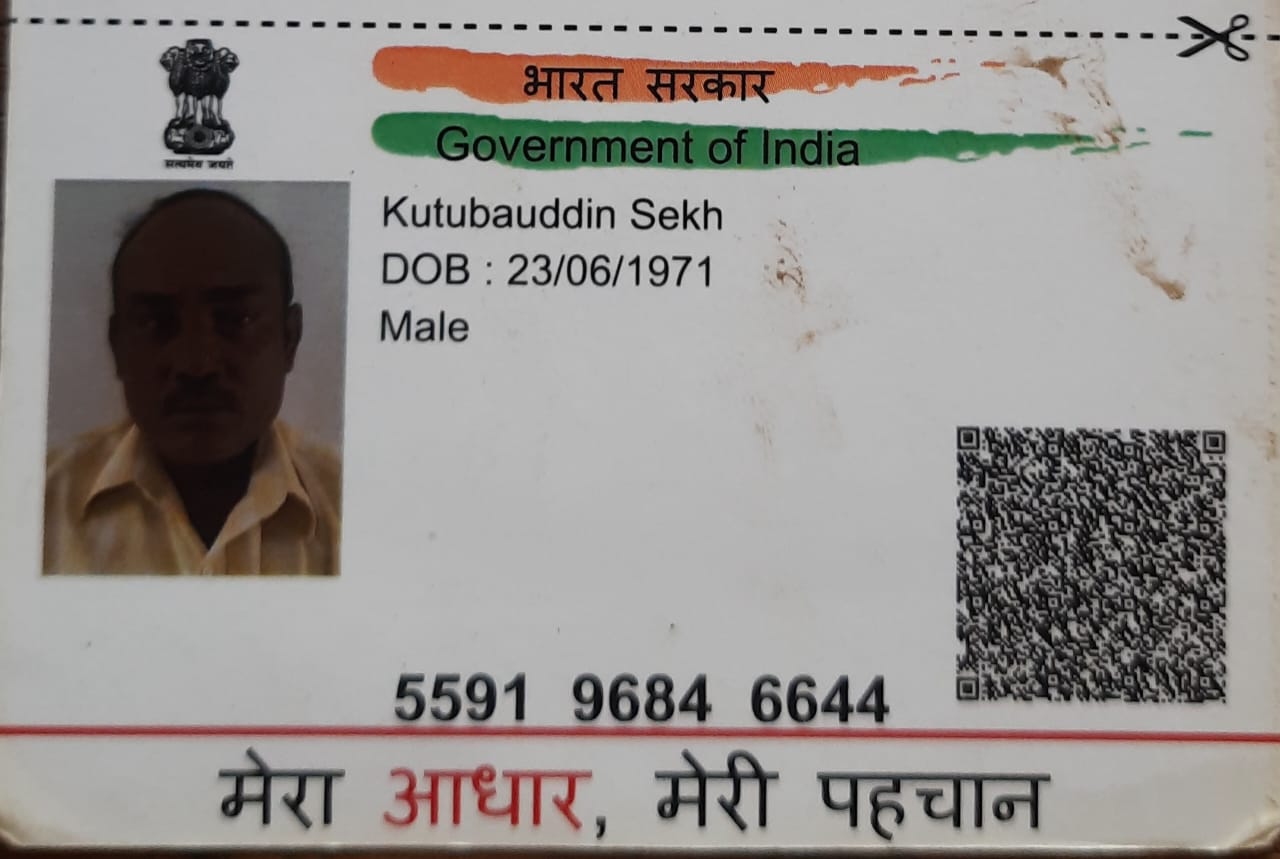 सत्यमेव जयते
भारत सरकार
Government of India
Kutubauddin Sekh
DOB : 23/06/1971
Male
5591 9684 6644
मेरा आधार, मेरी पहचान